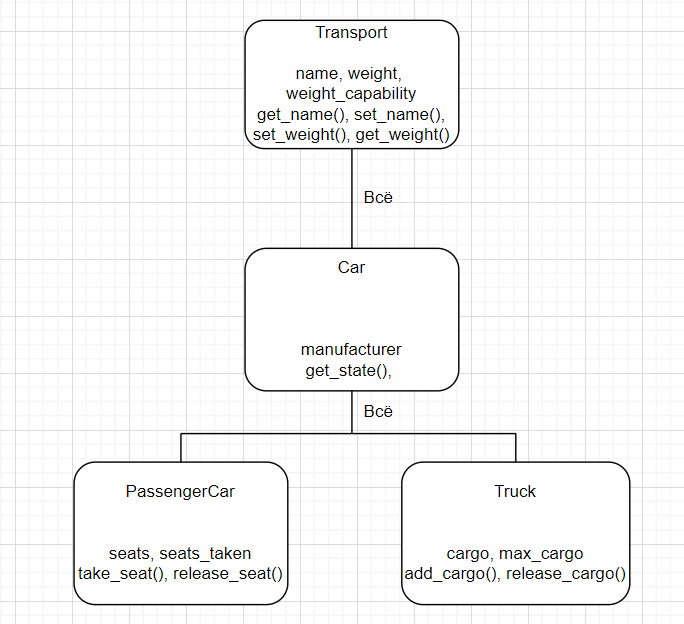 Transport
name, weight,
weight_capability
get_name(), set_name(),
set_weight(), get_weight()
Всё
Car
manufacturer
get_state(),
Всё
PassengerCar
seats, seats_taken
take_seat(), release_seat()
Truck
cargo, max_cargo
add_cargo(), release_cargo()